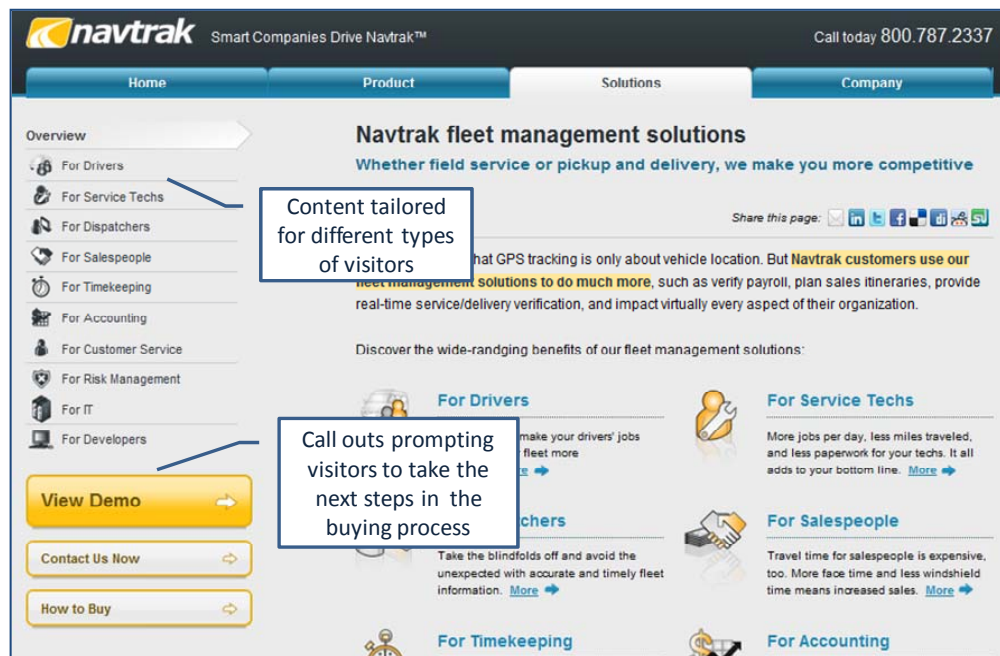 navtrak Smart Companies Drive Navtrak™ Call today 800.787.2337
Home Product Solutions Company
Overview
For Drivers
For Service Techs
For Dispatchers
For Salespeople
For Timekeeping
For Accounting
For Customer Service
For Risk Management
For IT
For Developers
View Demo
Contact Us Now
How to Buy
Content tailored
for different types
of visitors
Call outs prompting
visitors to take the
next steps in the
buying process
Navtrak fleet management solutions
Whether field service or pickup and delivery, we make you more competitive
Share this page:
hat GPS tracking is only about vehicle location. But Navtrak customers use our
fleet management solutions to do much more, such as verify payroll, plan sales itineraries, provide
real-time service/delivery verification, and impact virtually every aspect of their organization.
Discover the wide-randging benefits of our fleet management solutions:
For Drivers
make your drivers' jobs
fleet more
For Service Techs
More jobs per day, less miles traveled,
and less paperwork for your techs. It all
adds to your bottom line. More
chers
Take the blindfolds off and avoid the
unexpected with accurate and timely fleet
information. More
For Salespeople
Travel time for salespeople is expensive,
too. More face time and less windshield
time means increased sales. More
For Timekeeping
For Accounting